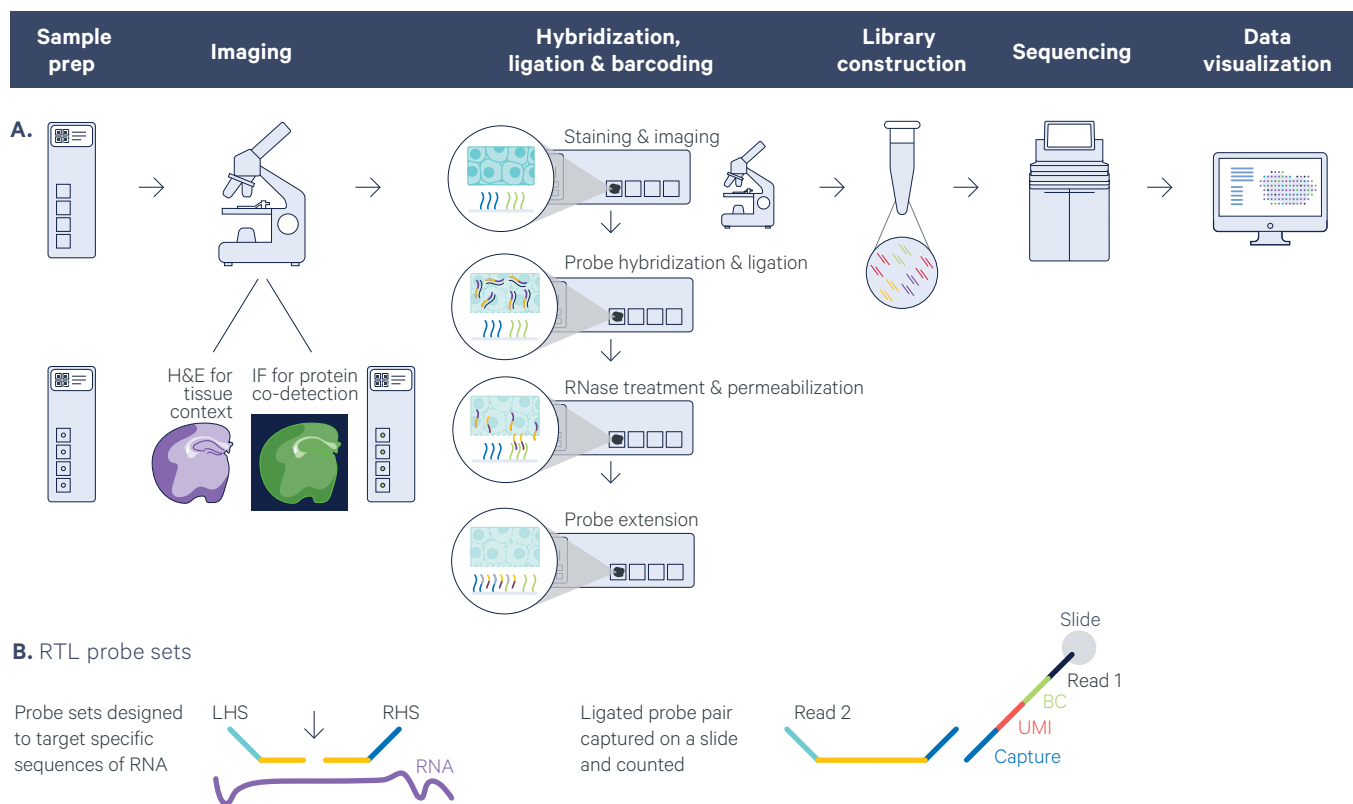 Sample
prep
Imaging
Hybridization,
ligation & barcoding
Library
construction
Sequencing
Data
visualization
A.
Staining & imaging
Probe hybridization & ligation
RNase treatment & permeabilization
Probe extension
H&E for
tissue
context
IF for protein
co-detection
B. RTL probe sets
Probe sets designed
to target specific
sequences of RNA
LHS
RHS
RNA
Ligated probe pair
captured on a slide
and counted
Read 2
Slide
Read 1
BC
UMI
Capture